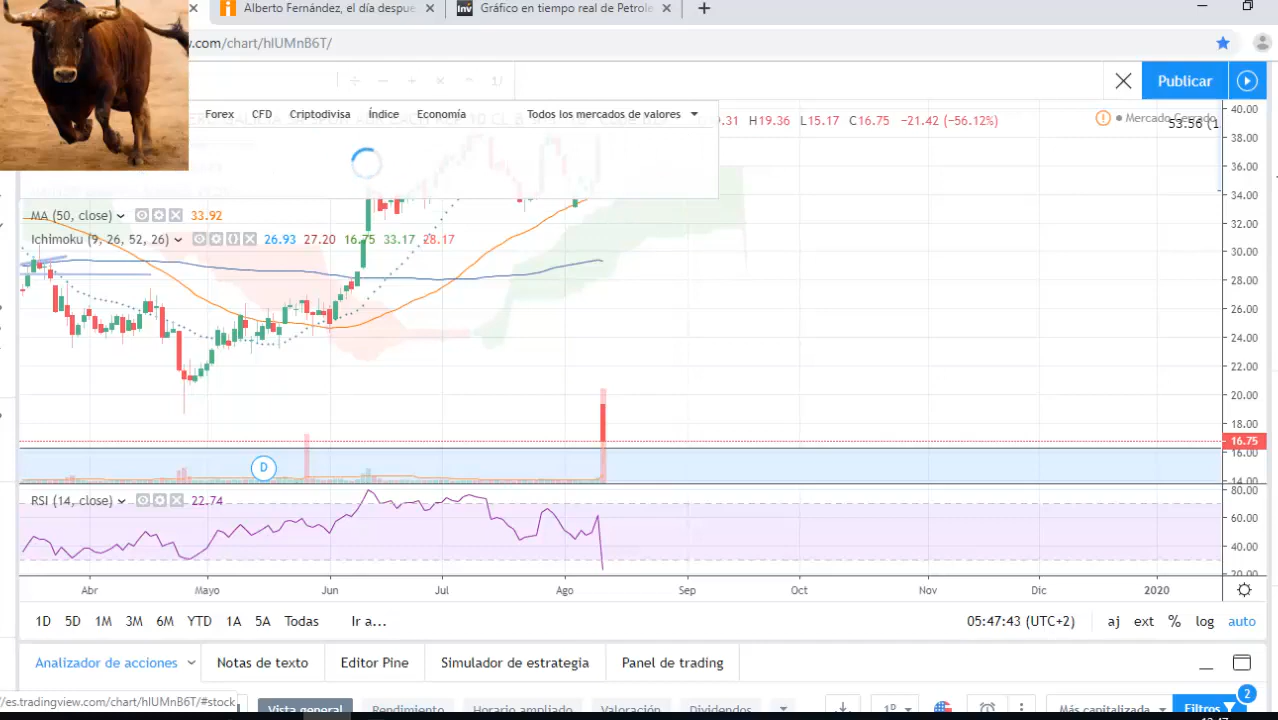 Alberto Fernández, el día despue
Gráfico en tiempo real de Petrole
w.com/chart/hlUMnB6T/
Publicar
Forex CFD Criptodivisa Índice Economía Todos los mercados de valores
.31 H19.36 L15.17 C16.75 −21.42 (−56.12%)
Mercado Cerrado
53.56 (1
MA (50, close) 33.92
Ichimoku (9, 26, 52, 26) 26.93 27.20 16.75 33.17 28.17
40.00
38.00
36.00
34.00
32.00
30.00
28.00
26.00
24.00
22.00
20.00
18.00
16.75
16.00
14.00
D
RSI (14, close) 22.74
80.00
60.00
40.00
20.00
Abr Mayo Jun Jul Ago Sep Oct Nov Dic 2020
1D 5D 1M 3M 6M YTD 1A 5A Todas Ir a... 05:47:43 (UTC+2) aj ext % log auto
Analizador de acciones Notas de texto Editor Pine Simulador de estrategia Panel de trading
//es.tradingview.com/chart/hlUMnB6T/#stock
Vista general Rendimiento Horario ampliado Valoración Dividendos 1D Más capitalizada Filtros 2